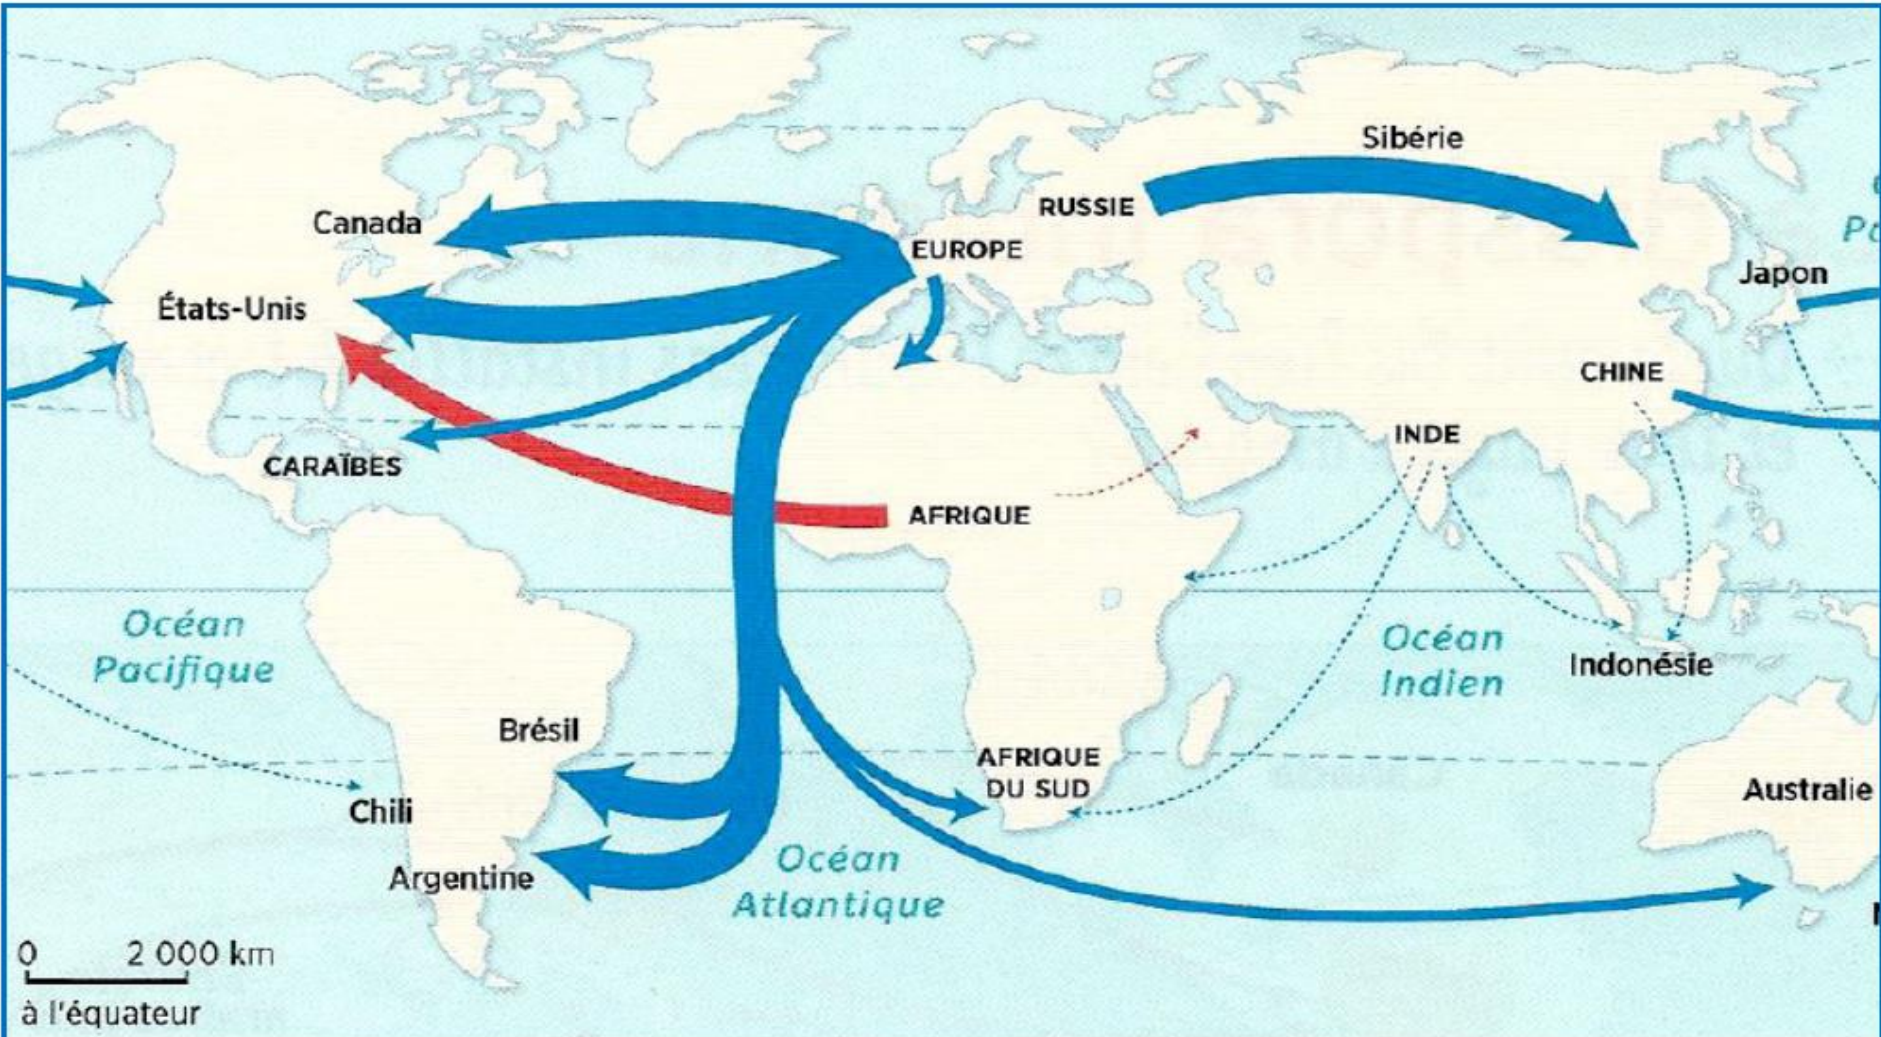 Sibérie
RUSSIE
Canada
EUROPE
Japon
États-Unis
CHINE
INDE
CARAÏBES
AFRIQUE
Océan
Pacifique
Océan
Indien
Indonésie
Brésil
AFRIQUE
DU SUD
Australie
Chili
Argentine
Océan
Atlantique
0 2 000 km
à l'équateur